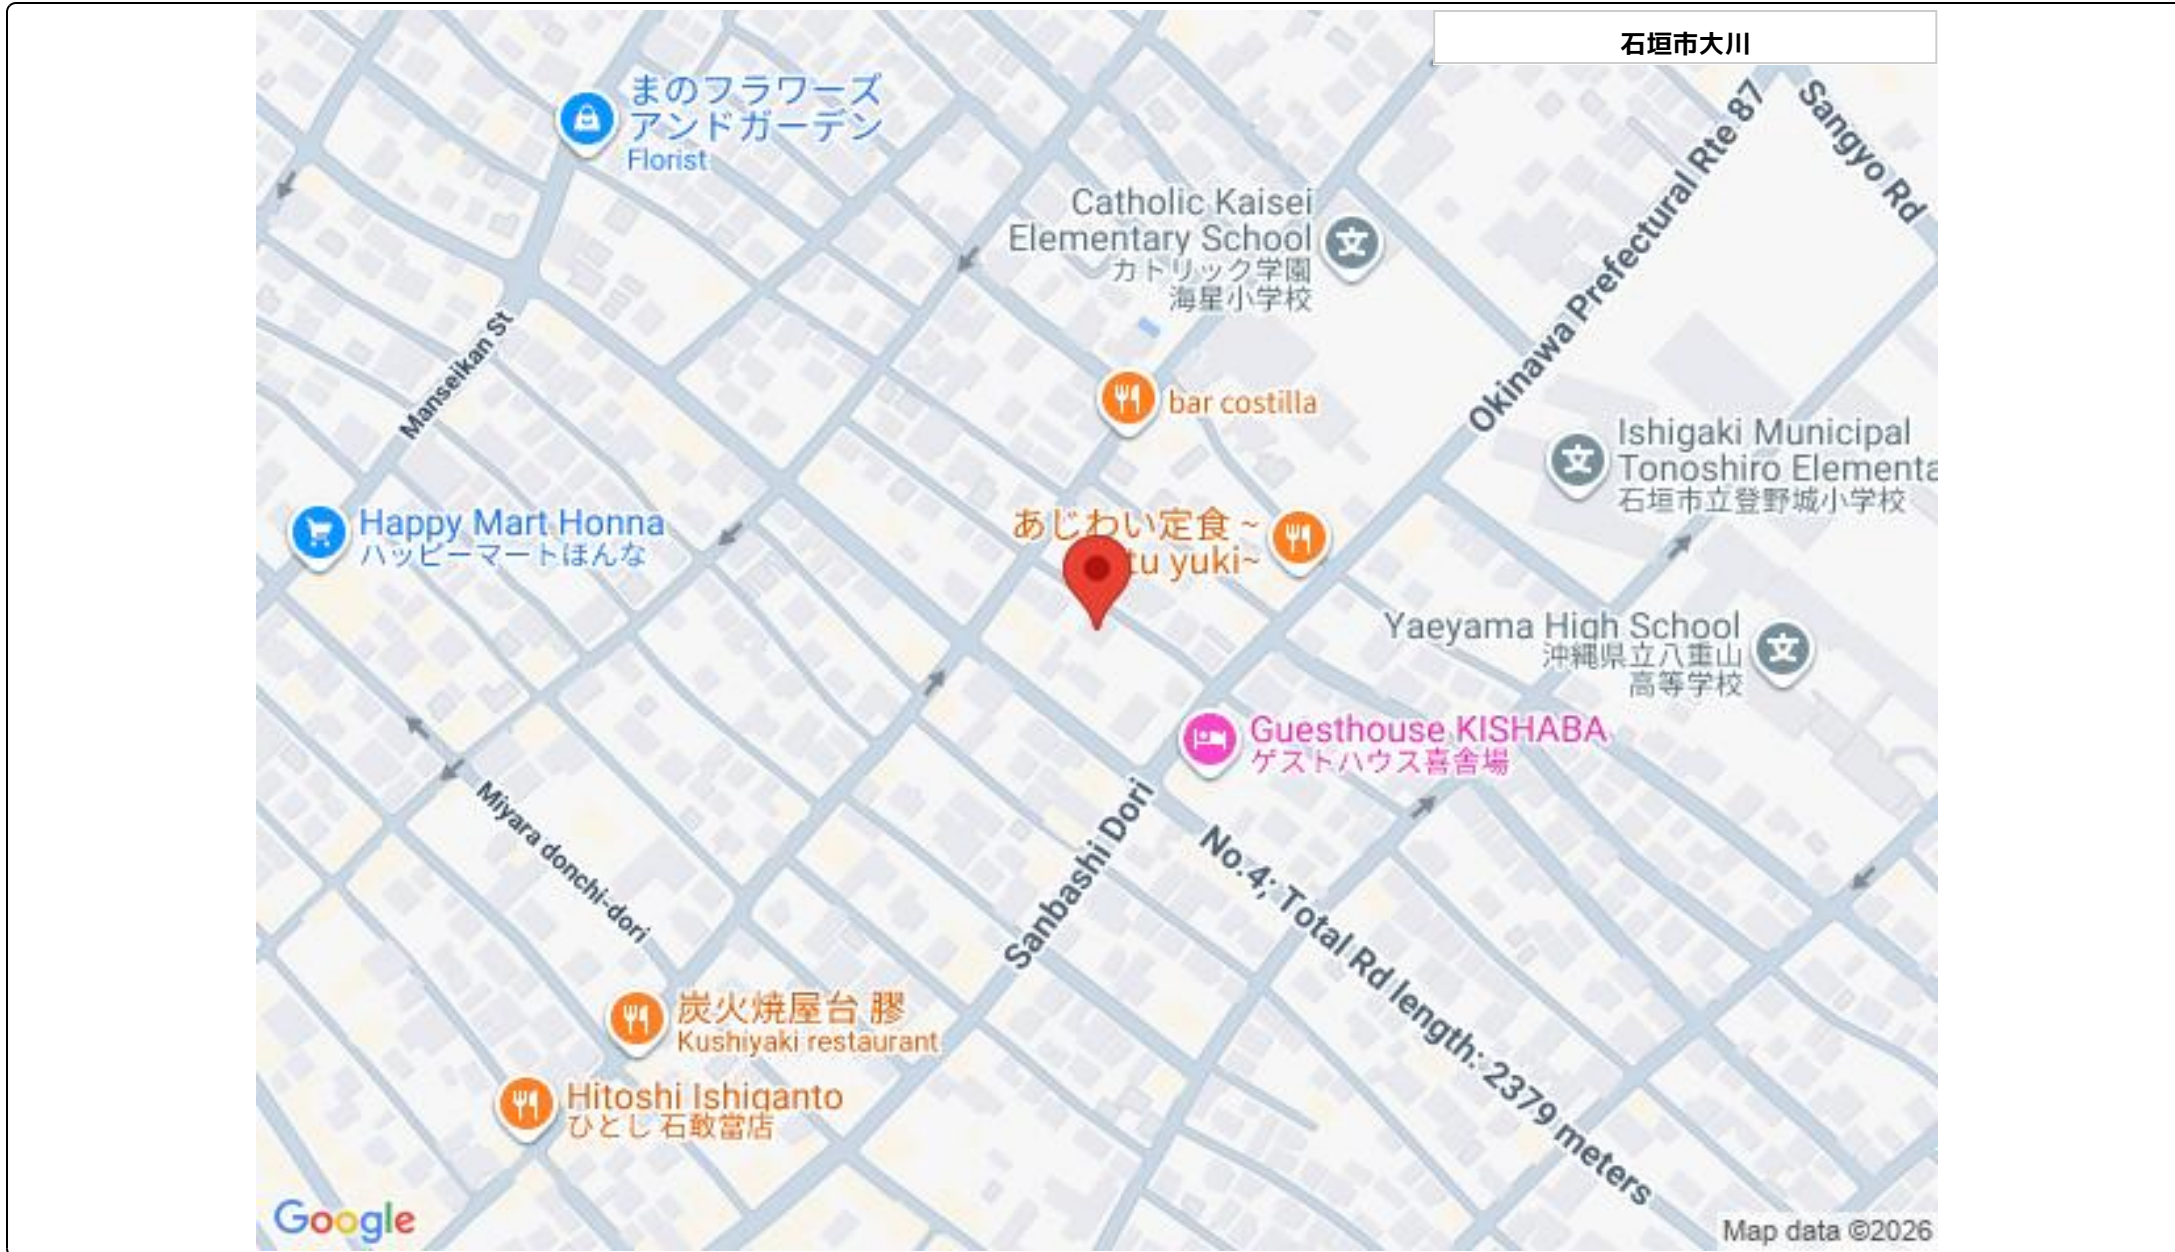 石垣市大川
まのフラワーズ
アンドガーデン
Florist
Sangyo Rd
Okinawa Prefectural Rte 87
Catholic Kaisei
Elementary School
カトリック学園
海星小学校
Manseikan St
bar costilla
Ishigaki Municipal
Tonoshiro Elementa
石垣市立登野城小学校
Happy Mart Honna
ハッピーマートほんな
あじわい定食 ~
tu yuki~
Yaeyama High School
沖縄県立八重山
高等学校
Guesthouse KISHABA
ゲストハウス喜舎場
Miyara donchi-dori
Sanbashi Dori
No.4; Total Rd length: 2379 meters
炭火焼屋台 膠
Kushiyaki restaurant
Hitoshi Ishiganto
ひとし 石敢當店
Google
Map data ©2026